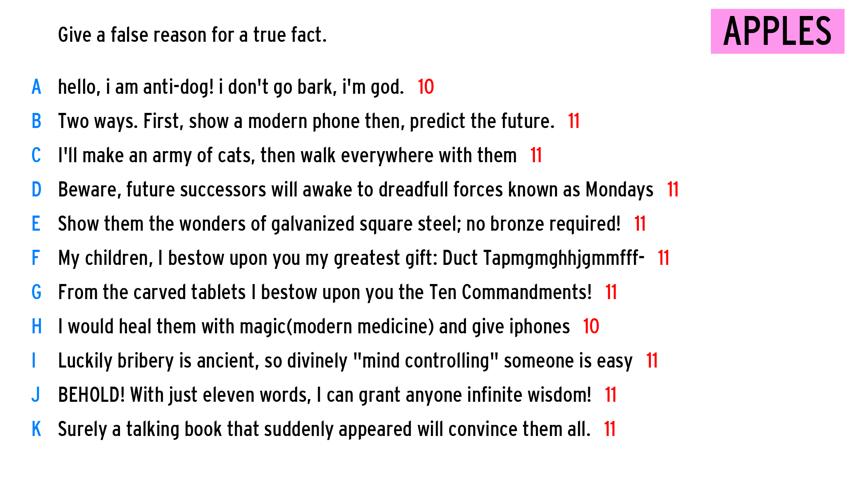 Give a false reason for a true fact.
APPLES
A hello, i am anti-dog! i don't go bark, i'm god. 10
B Two ways. First, show a modern phone then, predict the future. 11
C I'll make an army of cats, then walk everywhere with them 11
D Beware, future successors will awake to dreadfull forces known as Mondays 11
E Show them the wonders of galvanized square steel; no bronze required! 11
F My children, I bestow upon you my greatest gift: Duct Tapmgmghhjgmmfff- 11
G From the carved tablets I bestow upon you the Ten Commandments! 11
H I would heal them with magic(modern medicine) and give iphones 10
I Luckily bribery is ancient, so divinely "mind controlling" someone is easy 11
J BEHOLD! With just eleven words, I can grant anyone infinite wisdom! 11
K Surely a talking book that suddenly appeared will convince them all. 11